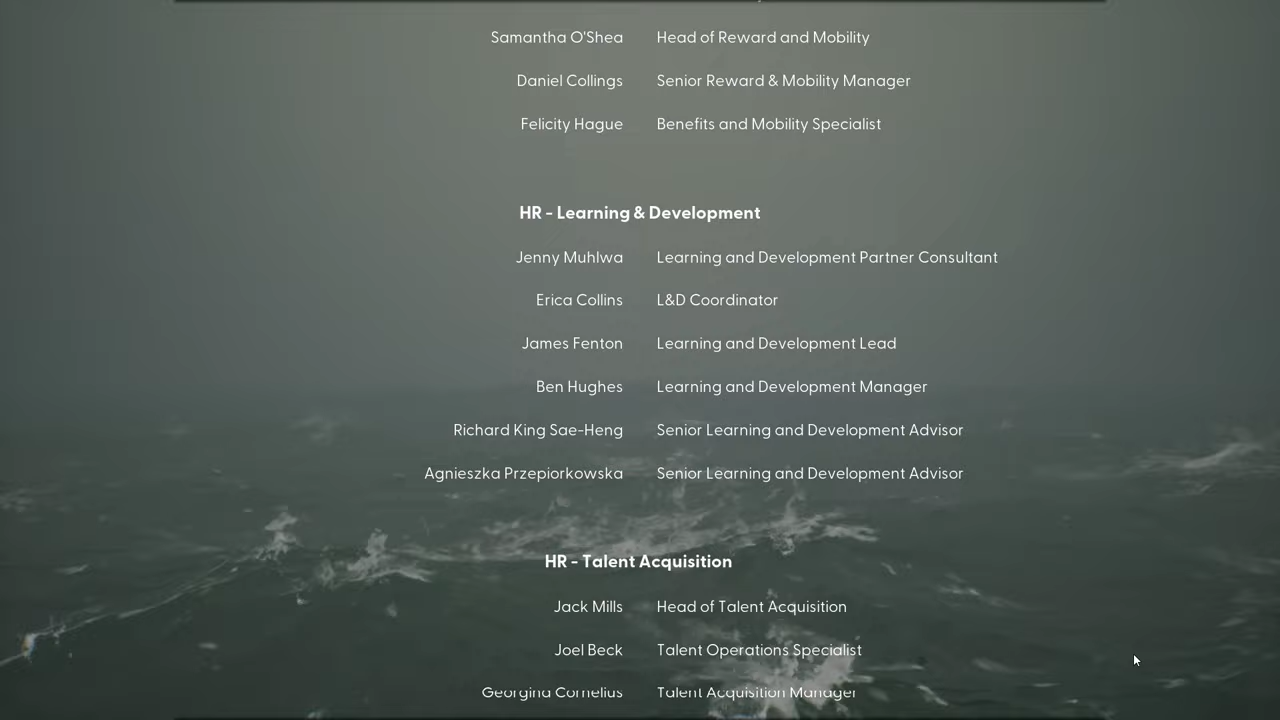 Samantha O'Shea Head of Reward and Mobility
Daniel Collings Senior Reward & Mobility Manager
Felicity Hague Benefits and Mobility Specialist
HR - Learning & Development
Jenny Muhlwa Learning and Development Partner Consultant
Erica Collins L&D Coordinator
James Fenton Learning and Development Lead
Ben Hughes Learning and Development Manager
Richard King Sae-Heng Senior Learning and Development Advisor
Agnieszka Przepiorkowska Senior Learning and Development Advisor
HR - Talent Acquisition
Jack Mills Head of Talent Acquisition
Joel Beck Talent Operations Specialist
Georgina Cornelius Talent Acquisition Manager